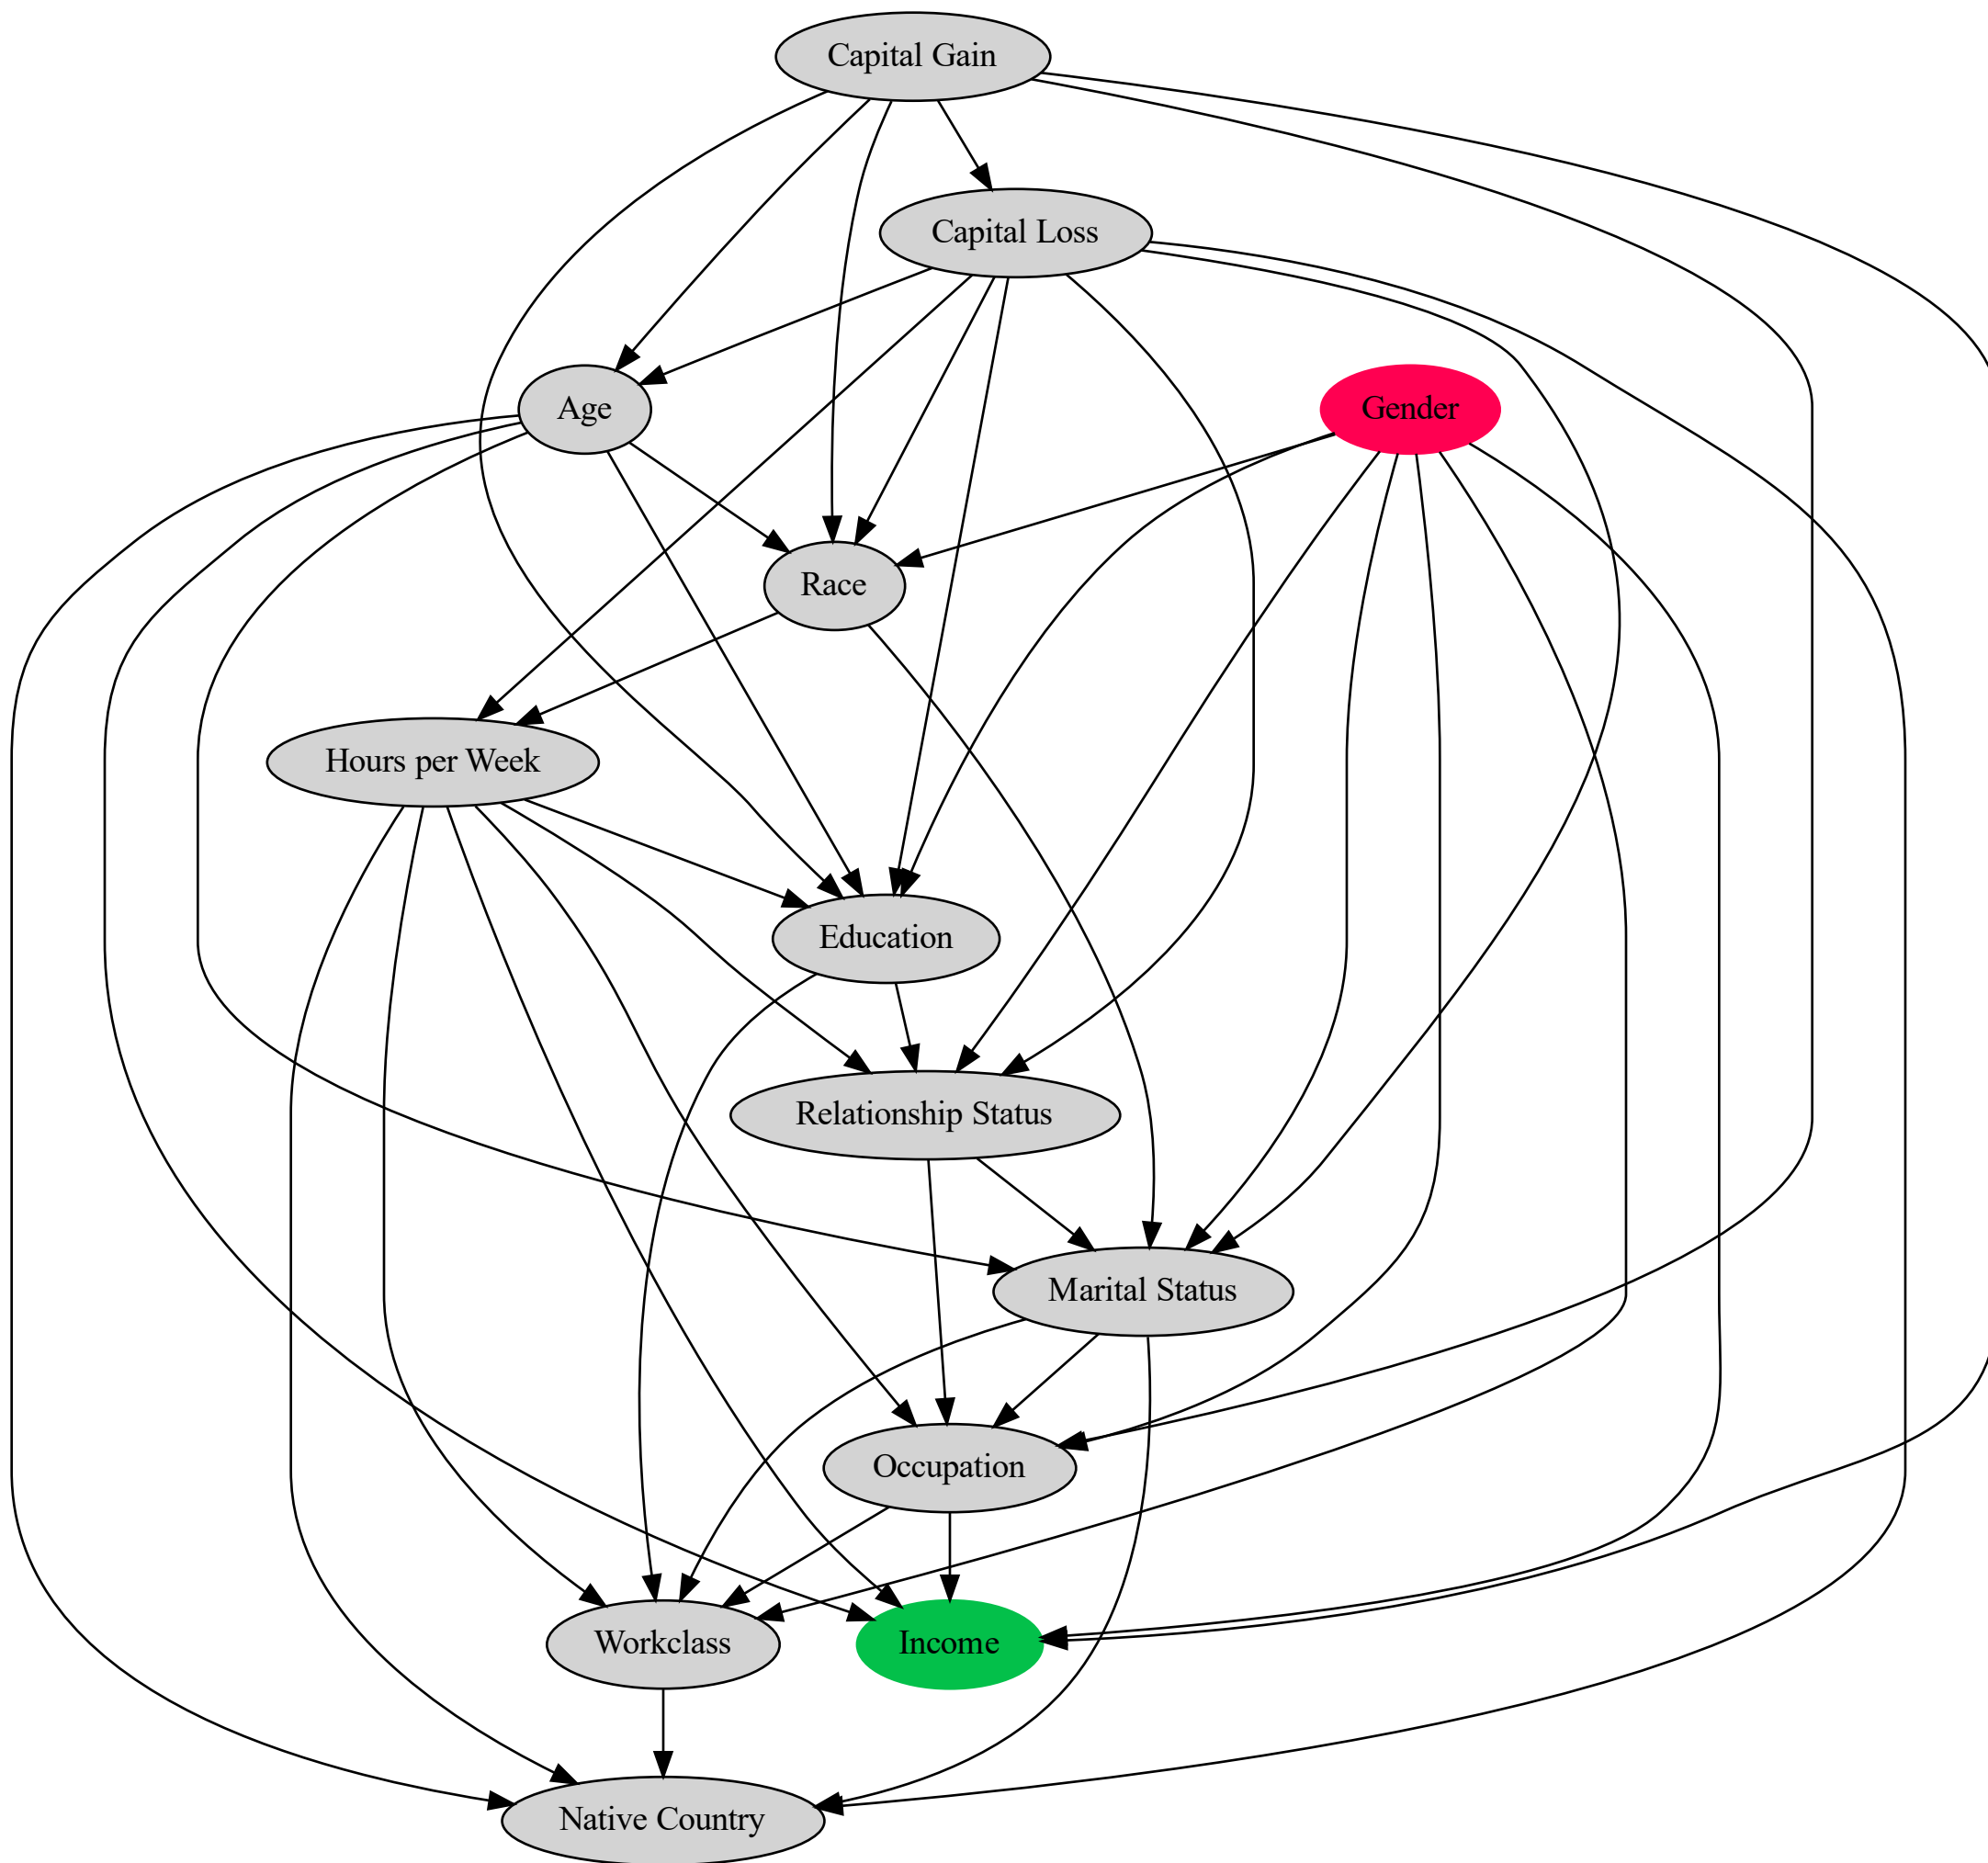 Capital Gain
Capital Loss
Age
Gender
Race
Hours per Week
Education
Relationship Status
Marital Status
Occupation
Workclass
Income
Native Country